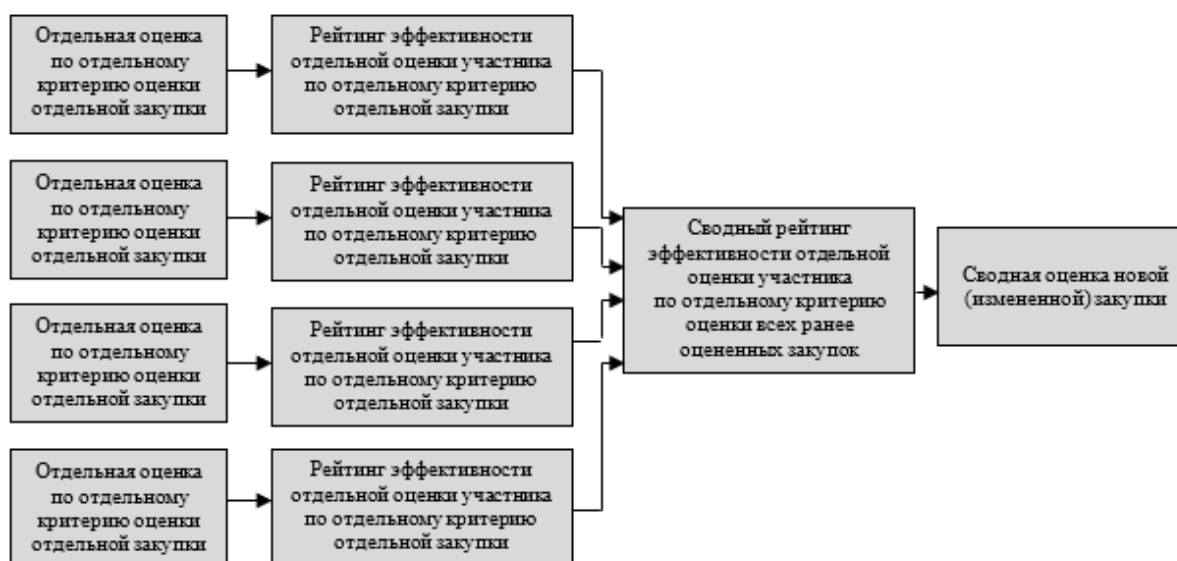 Отдельная оценка
по отдельному
критерию оценки
отдельной закупки
Рейтинг эффективности
отдельной оценки участника
по отдельному критерию
отдельной закупки
Отдельная оценка
по отдельному
критерию оценки
отдельной закупки
Рейтинг эффективности
отдельной оценки участника
по отдельному критерию
отдельной закупки
Отдельная оценка
по отдельному
критерию оценки
отдельной закупки
Рейтинг эффективности
отдельной оценки участника
по отдельному критерию
отдельной закупки
Отдельная оценка
по отдельному
критерию оценки
отдельной закупки
Рейтинг эффективности
отдельной оценки участника
по отдельному критерию
отдельной закупки
Сводный рейтинг
эффективности отдельной
оценки участника
по отдельному критерию
оценки всех ранее
оцененных закупок
Сводная оценка новой
(измененной) закупки